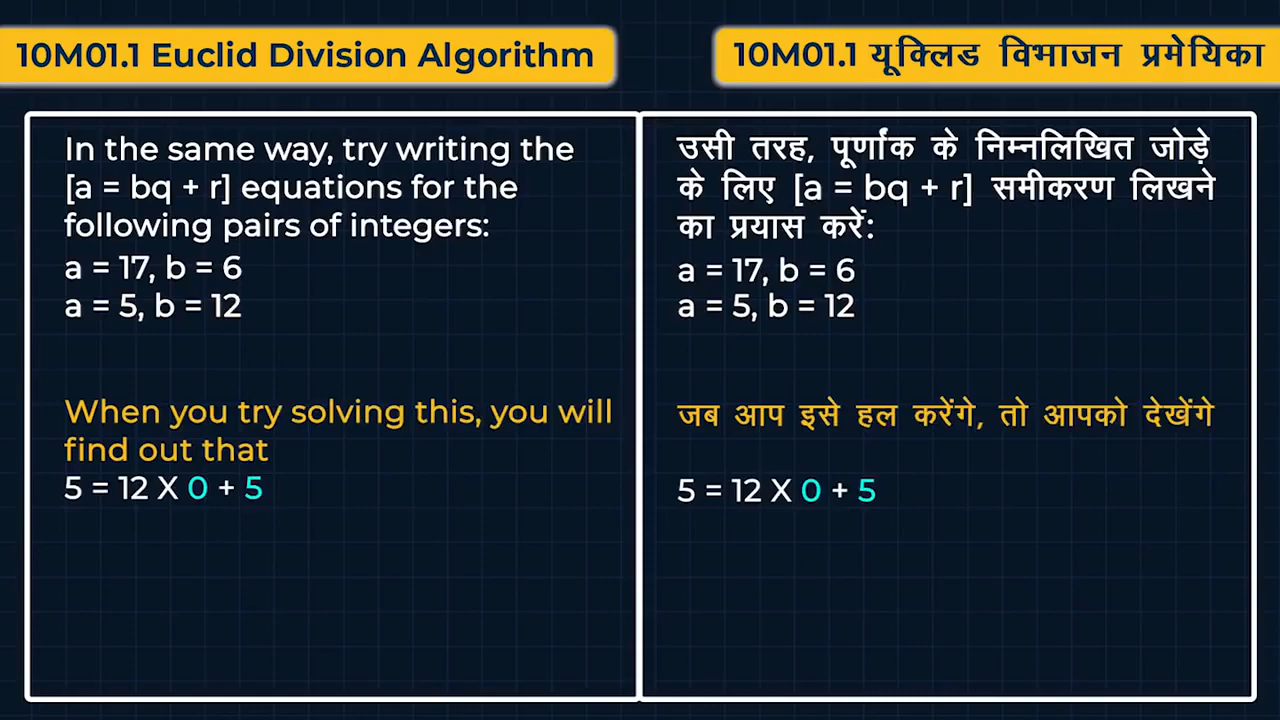 10M01.1 Euclid Division Algorithm
10M01.1 यूक्लिड विभाजन प्रमेयिका
In the same way, try writing the
[a = bq + r] equations for the
following pairs of integers:
a = 17, b = 6
a = 5, b = 12
When you try solving this, you will
find out that
5 = 12 X 0 + 5
उसी तरह, पूर्णांक के निम्नलिखित जोड़े
के लिए [a = bq + r] समीकरण लिखने
का प्रयास करें:
a = 17, b = 6
a = 5, b = 12
जब आप इसे हल करेंगे, तो आपको देखेंगे
5 = 12 X 0 + 5